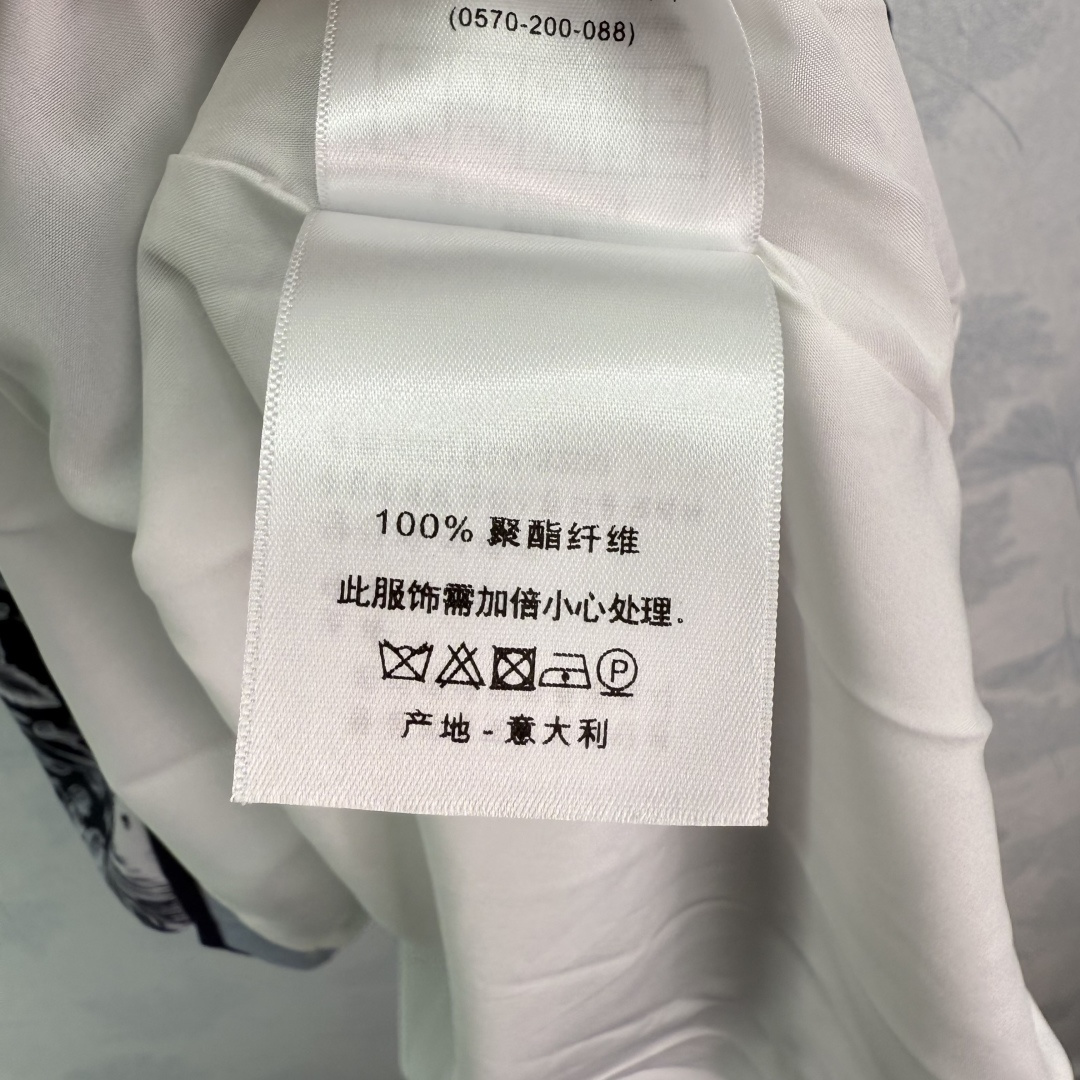 (0570-200-088)
100% 聚酯纤维
此服饰需加倍小心处理.
P
产地 - 意大利